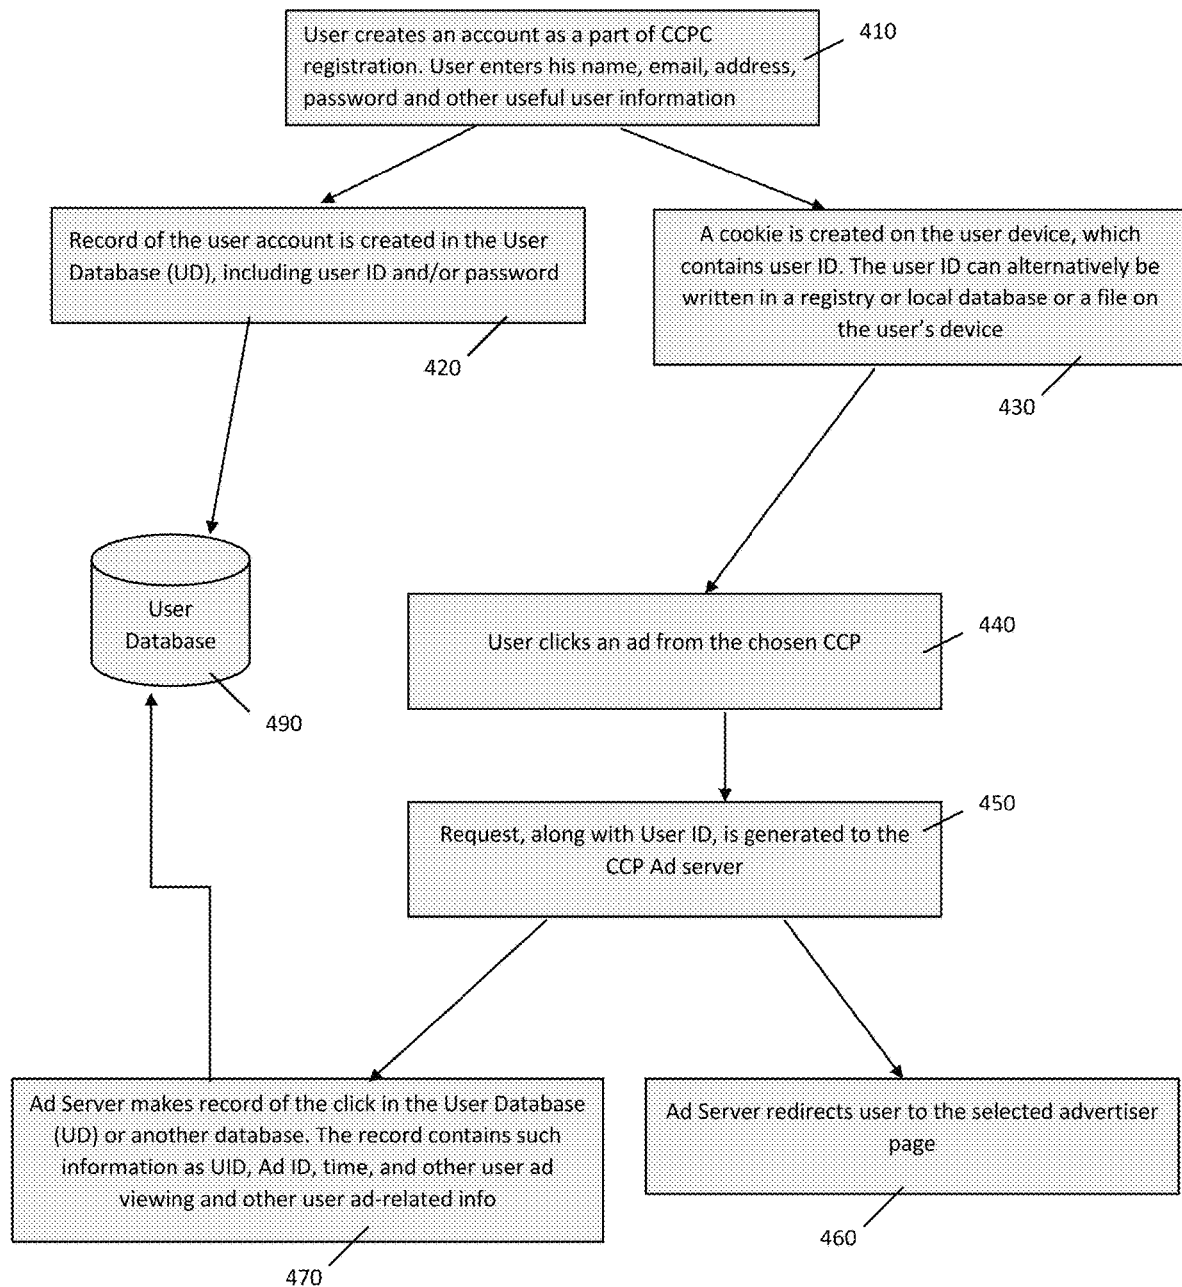 User creates an account as a part of CCPC
registration. User enters his name, email, address,
password and other useful user information
410
Record of the user account is created in the User
Database (UD), including user ID and/or password
420
A cookie is created on the user device, which
contains user ID. The user ID can alternatively be
written in a registry or local database or a file on
the user's device
430
User
Database
490
User clicks an ad from the chosen CCP
440
Request, along with User ID, is generated to the
CCP Ad server
450
Ad Server makes record of the click in the User Database
(UD) or another database. The record contains such
information as UID, Ad ID, time, and other user ad
viewing and other user ad-related info
470
Ad Server redirects user to the selected advertiser
page
460